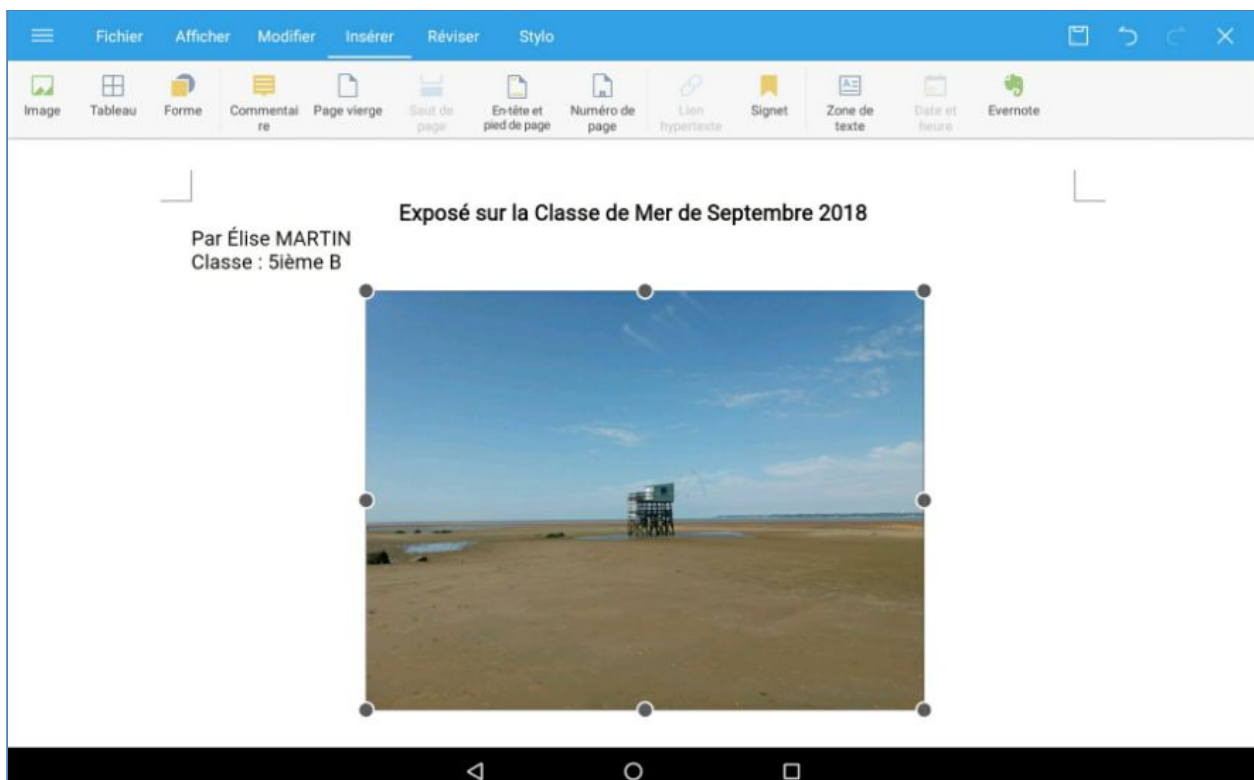 Fichier Afficher Modifier Insérer Réviser Stylo
Image Tableau Forme Commentai Page vierge Saut de En-tête et Numéro de Lien Signet Zone de Date et Evernote
re page pied de page page hypertexte texte heure
Exposé sur la Classe de Mer de Septembre 2018
Par Élise MARTIN
Classe : 5ième B